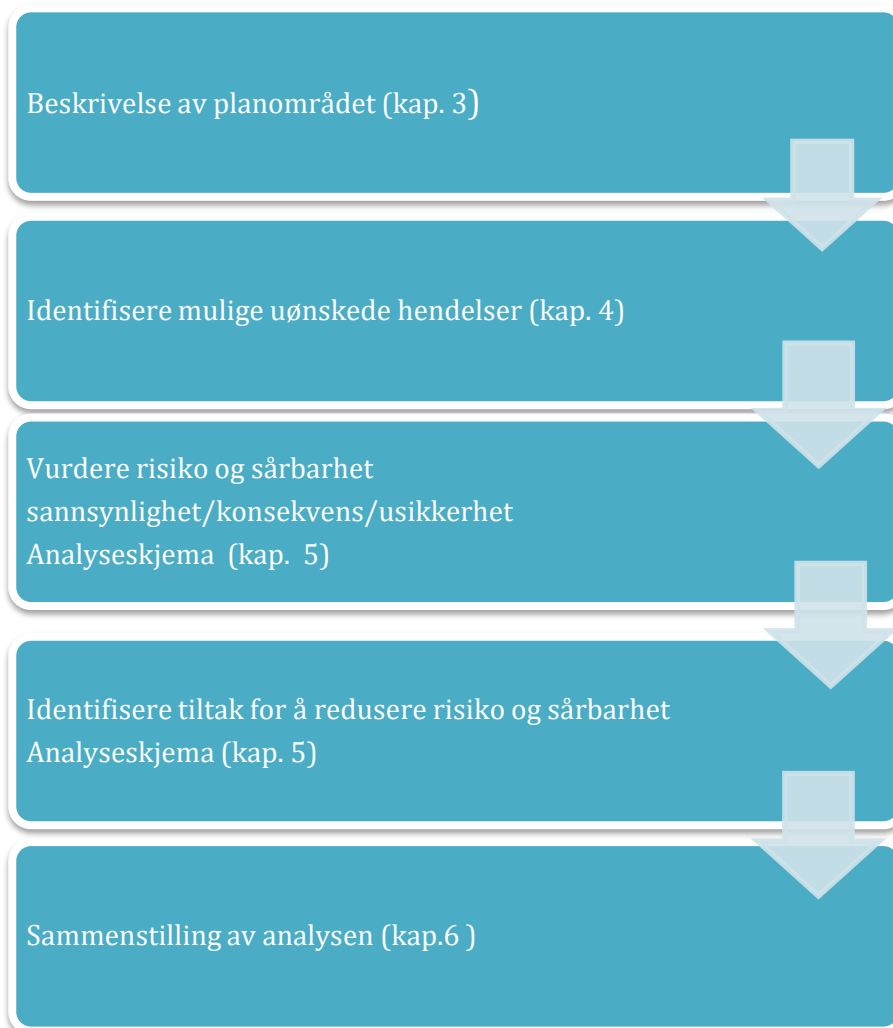 Beskrivelse av planområdet (kap. 3)
Identifisere mulige uønskede hendelser (kap. 4)
Vurdere risiko og sårbarhet
sannsynlighet/konsekvens/usikkerhet
Analyseskjema  (kap.  5)
Identifisere tiltak for å redusere risiko og sårbarhet
Analyseskjema (kap. 5)
Sammenstilling av analysen (kap.6 )